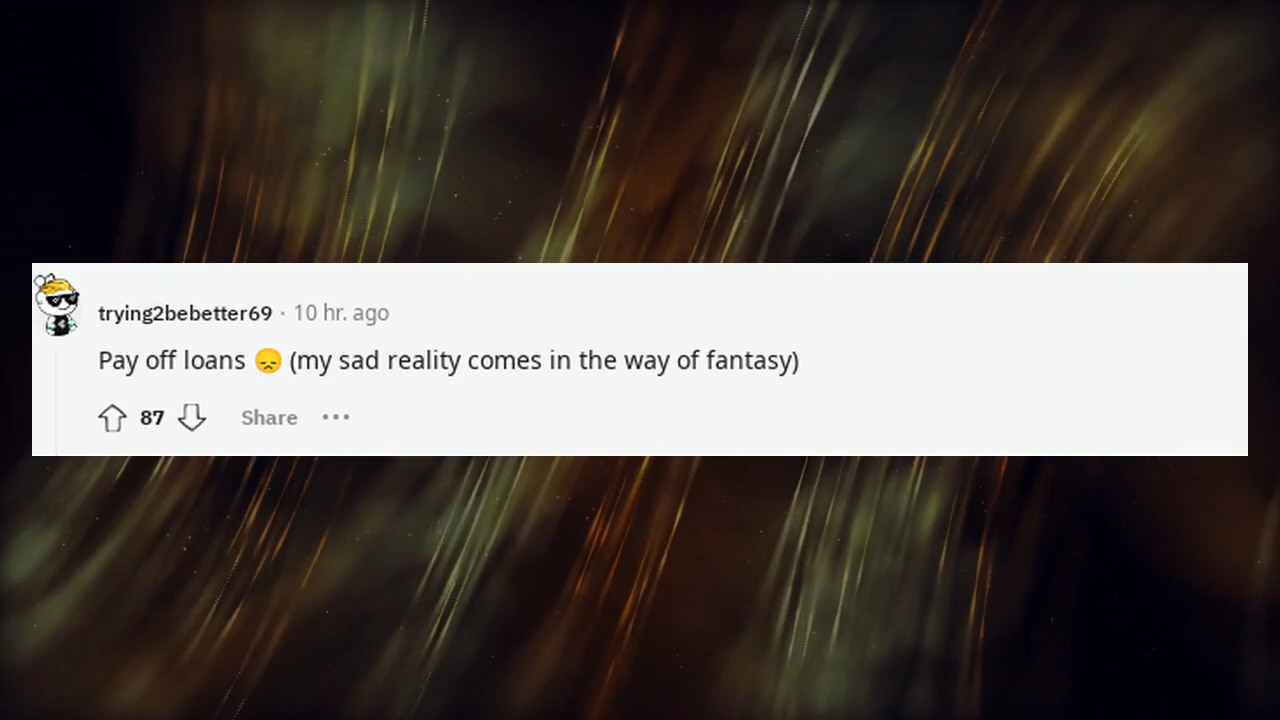 trying2bebetter69 · 10 hr. ago
Pay off loans 😞 (my sad reality comes in the way of fantasy)
87 Share •••